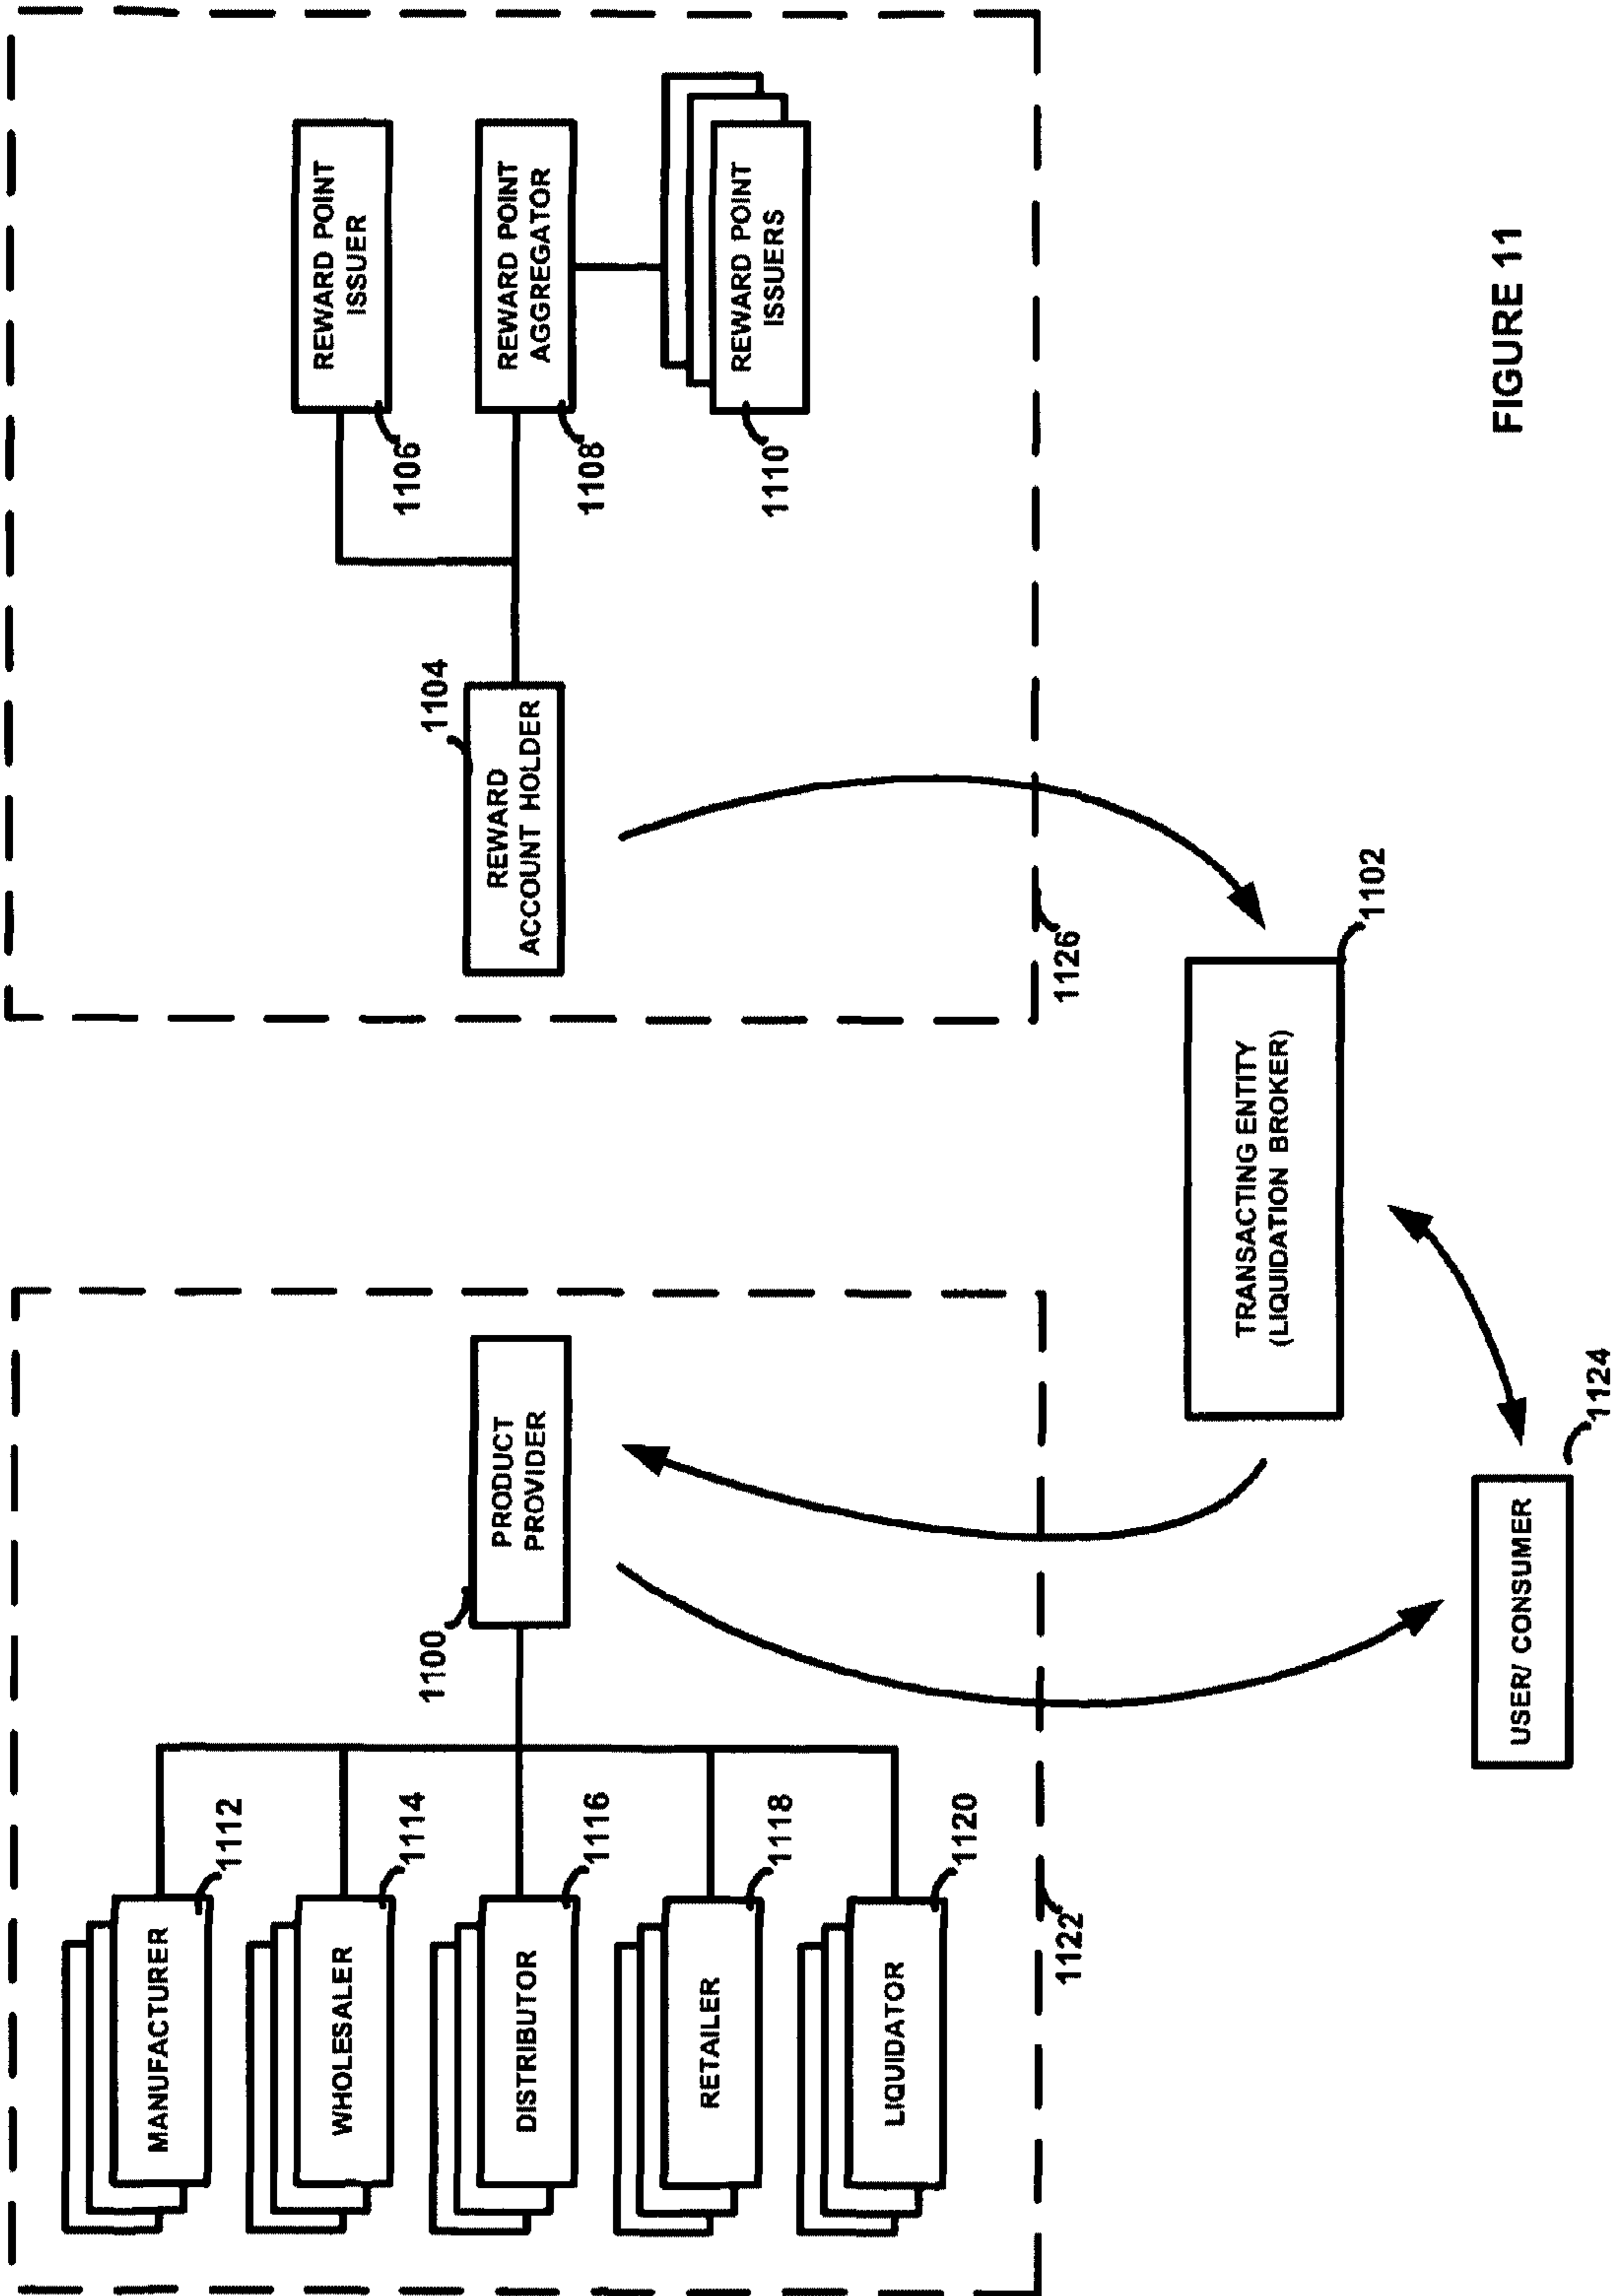 MANUFACTURER
1112
WHOLESALER
1114
DISTRIBUTOR
1116
RETAILER
1118
LIQUIDATOR
1120
1122
1100
PRODUCT
PROVIDER
1104
REWARD
ACCOUNT HOLDER
REWARD POINT
ISSUER
1106
REWARD POINT
AGGREGATOR
1108
REWARD POINT
ISSUERS
1110
1126
TRANSACTING ENTITY
(LIQUIDATION BROKER)
1102
USER/ CONSUMER
1124
FIGURE 11